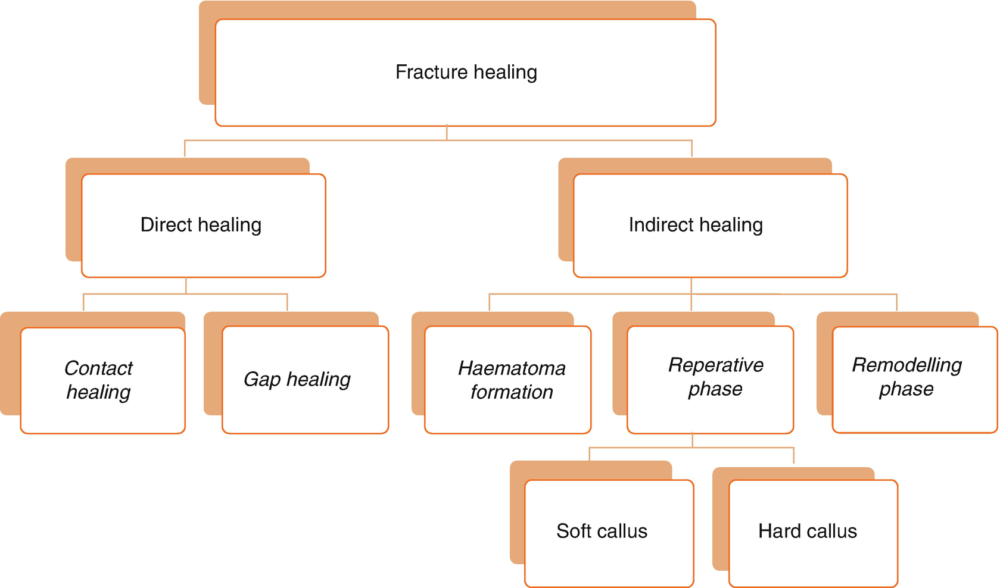 Fracture healing
Direct healing
Indirect healing
Contact
healing
Gap healing
Haematoma
formation
Reperative
phase
Remodelling
phase
Soft callus
Hard callus